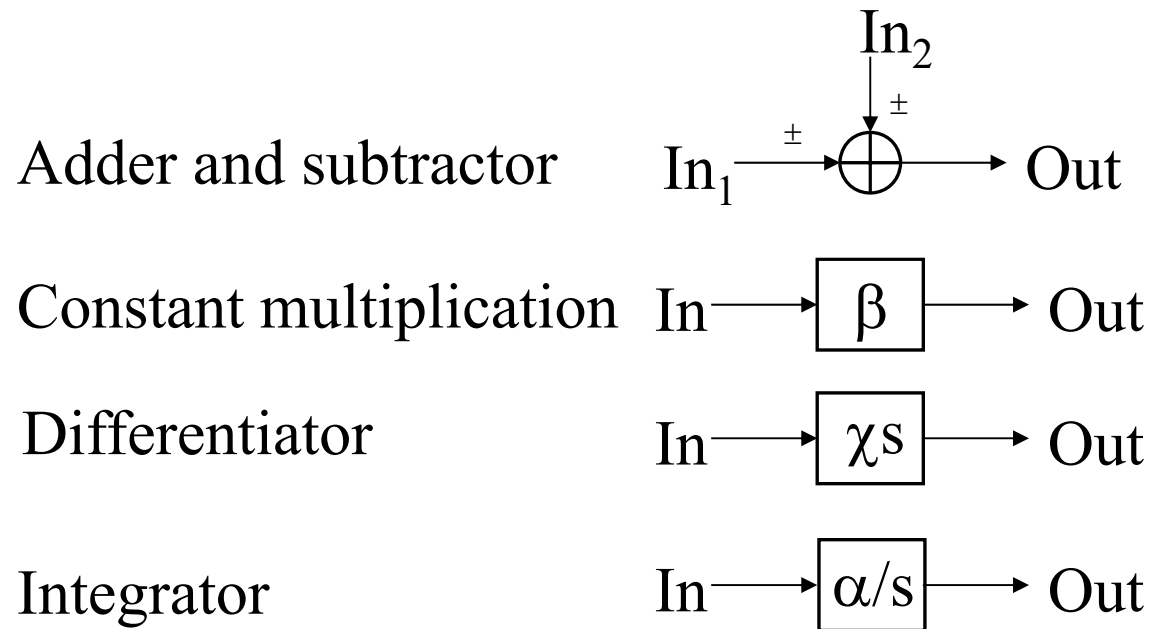 In₂
±
Adder and subtractor In₁ ± Out
Constant multiplication In β Out
Differentiator In χs Out
Integrator In α/s Out